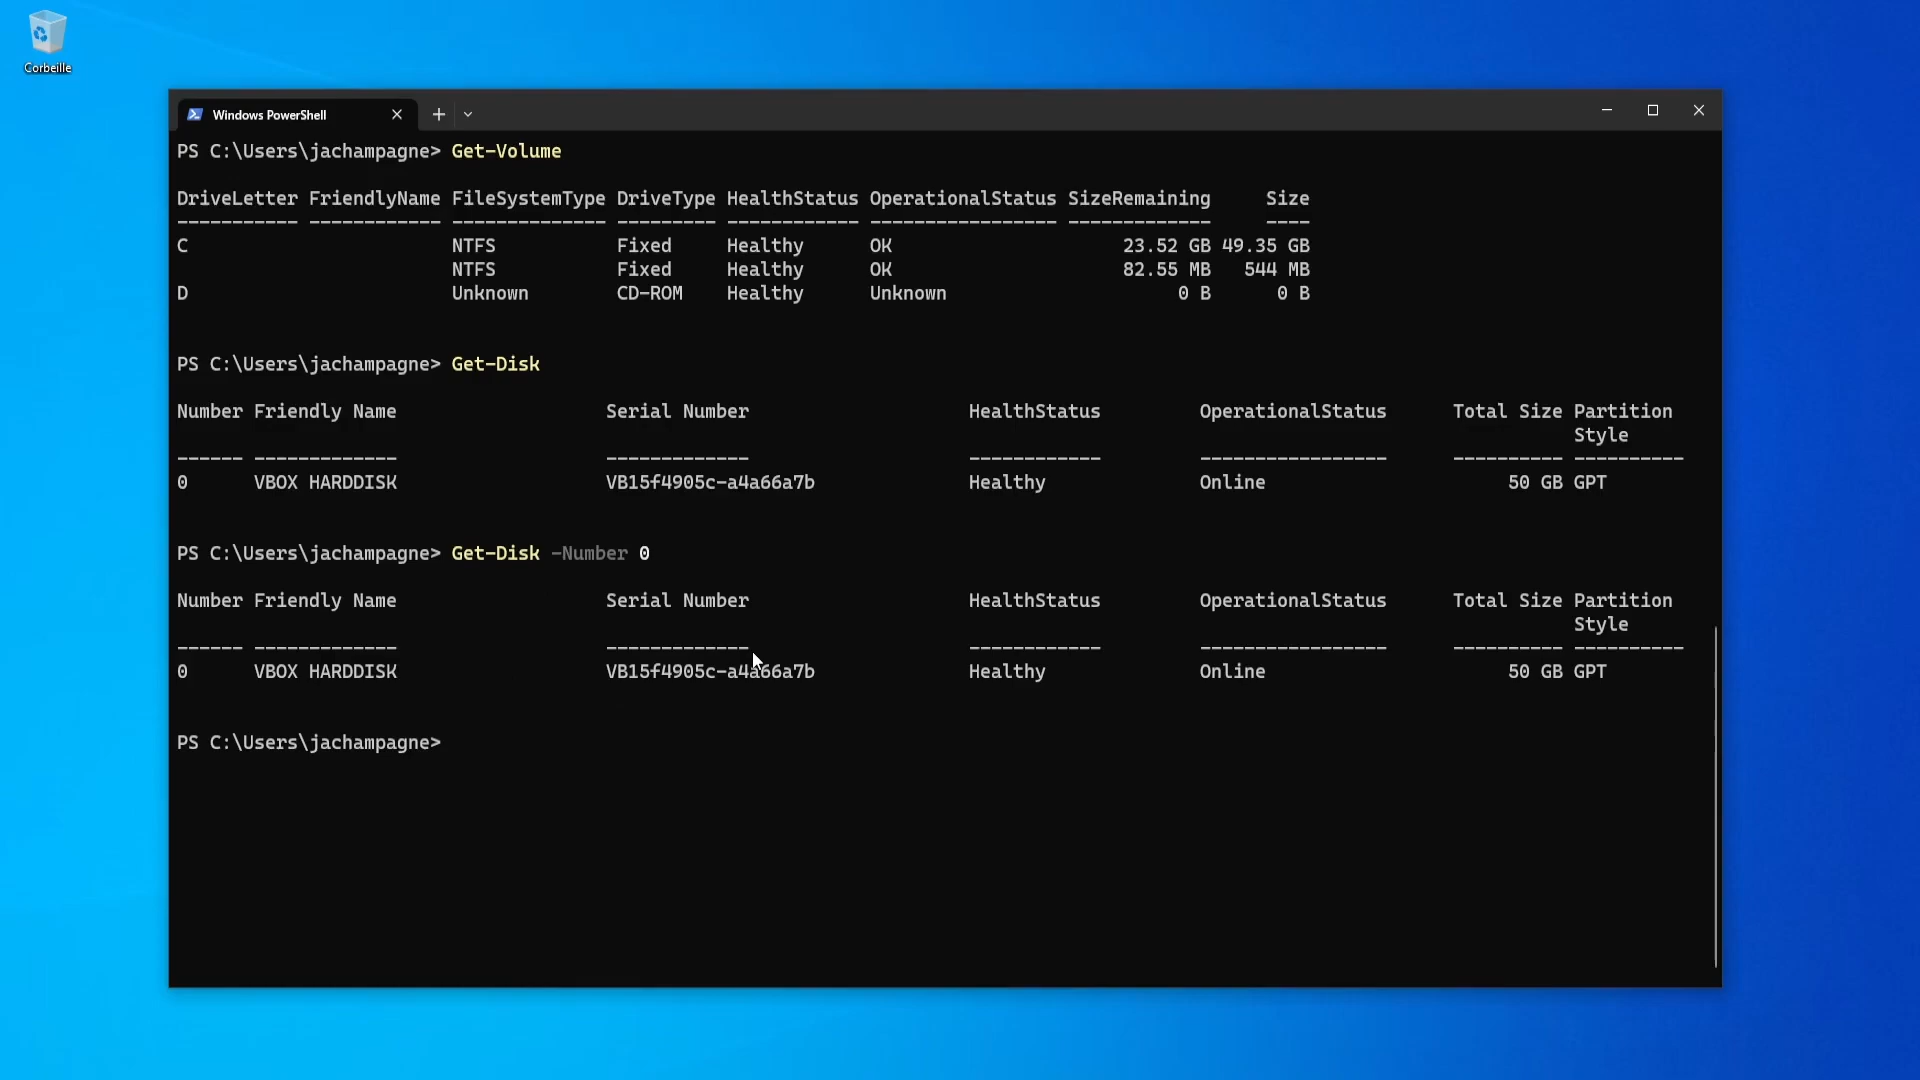 Corbeille
Windows PowerShell
PS C:\Users\jachampagne> Get-Volume
DriveLetter FriendlyName FileSystemType DriveType HealthStatus OperationalStatus SizeRemaining Size
----------- ------------ -------------- --------- ------------ ----------------- ------------- ----
C NTFS Fixed Healthy OK 23.52 GB 49.35 GB
NTFS Fixed Healthy OK 82.55 MB 544 MB
D Unknown CD-ROM Healthy Unknown 0 B 0 B
PS C:\Users\jachampagne> Get-Disk
Number Friendly Name Serial Number HealthStatus OperationalStatus Total Size Partition
Style
------ ------------- ------------- ------------ ----------------- ---------- ----------
0 VBOX HARDDISK VB15f4905c-a4a66a7b Healthy Online 50 GB GPT
PS C:\Users\jachampagne> Get-Disk -Number 0
Number Friendly Name Serial Number HealthStatus OperationalStatus Total Size Partition
Style
------ ------------- ------------- ------------ ----------------- ---------- ----------
0 VBOX HARDDISK VB15f4905c-a4a66a7b Healthy Online 50 GB GPT
PS C:\Users\jachampagne>